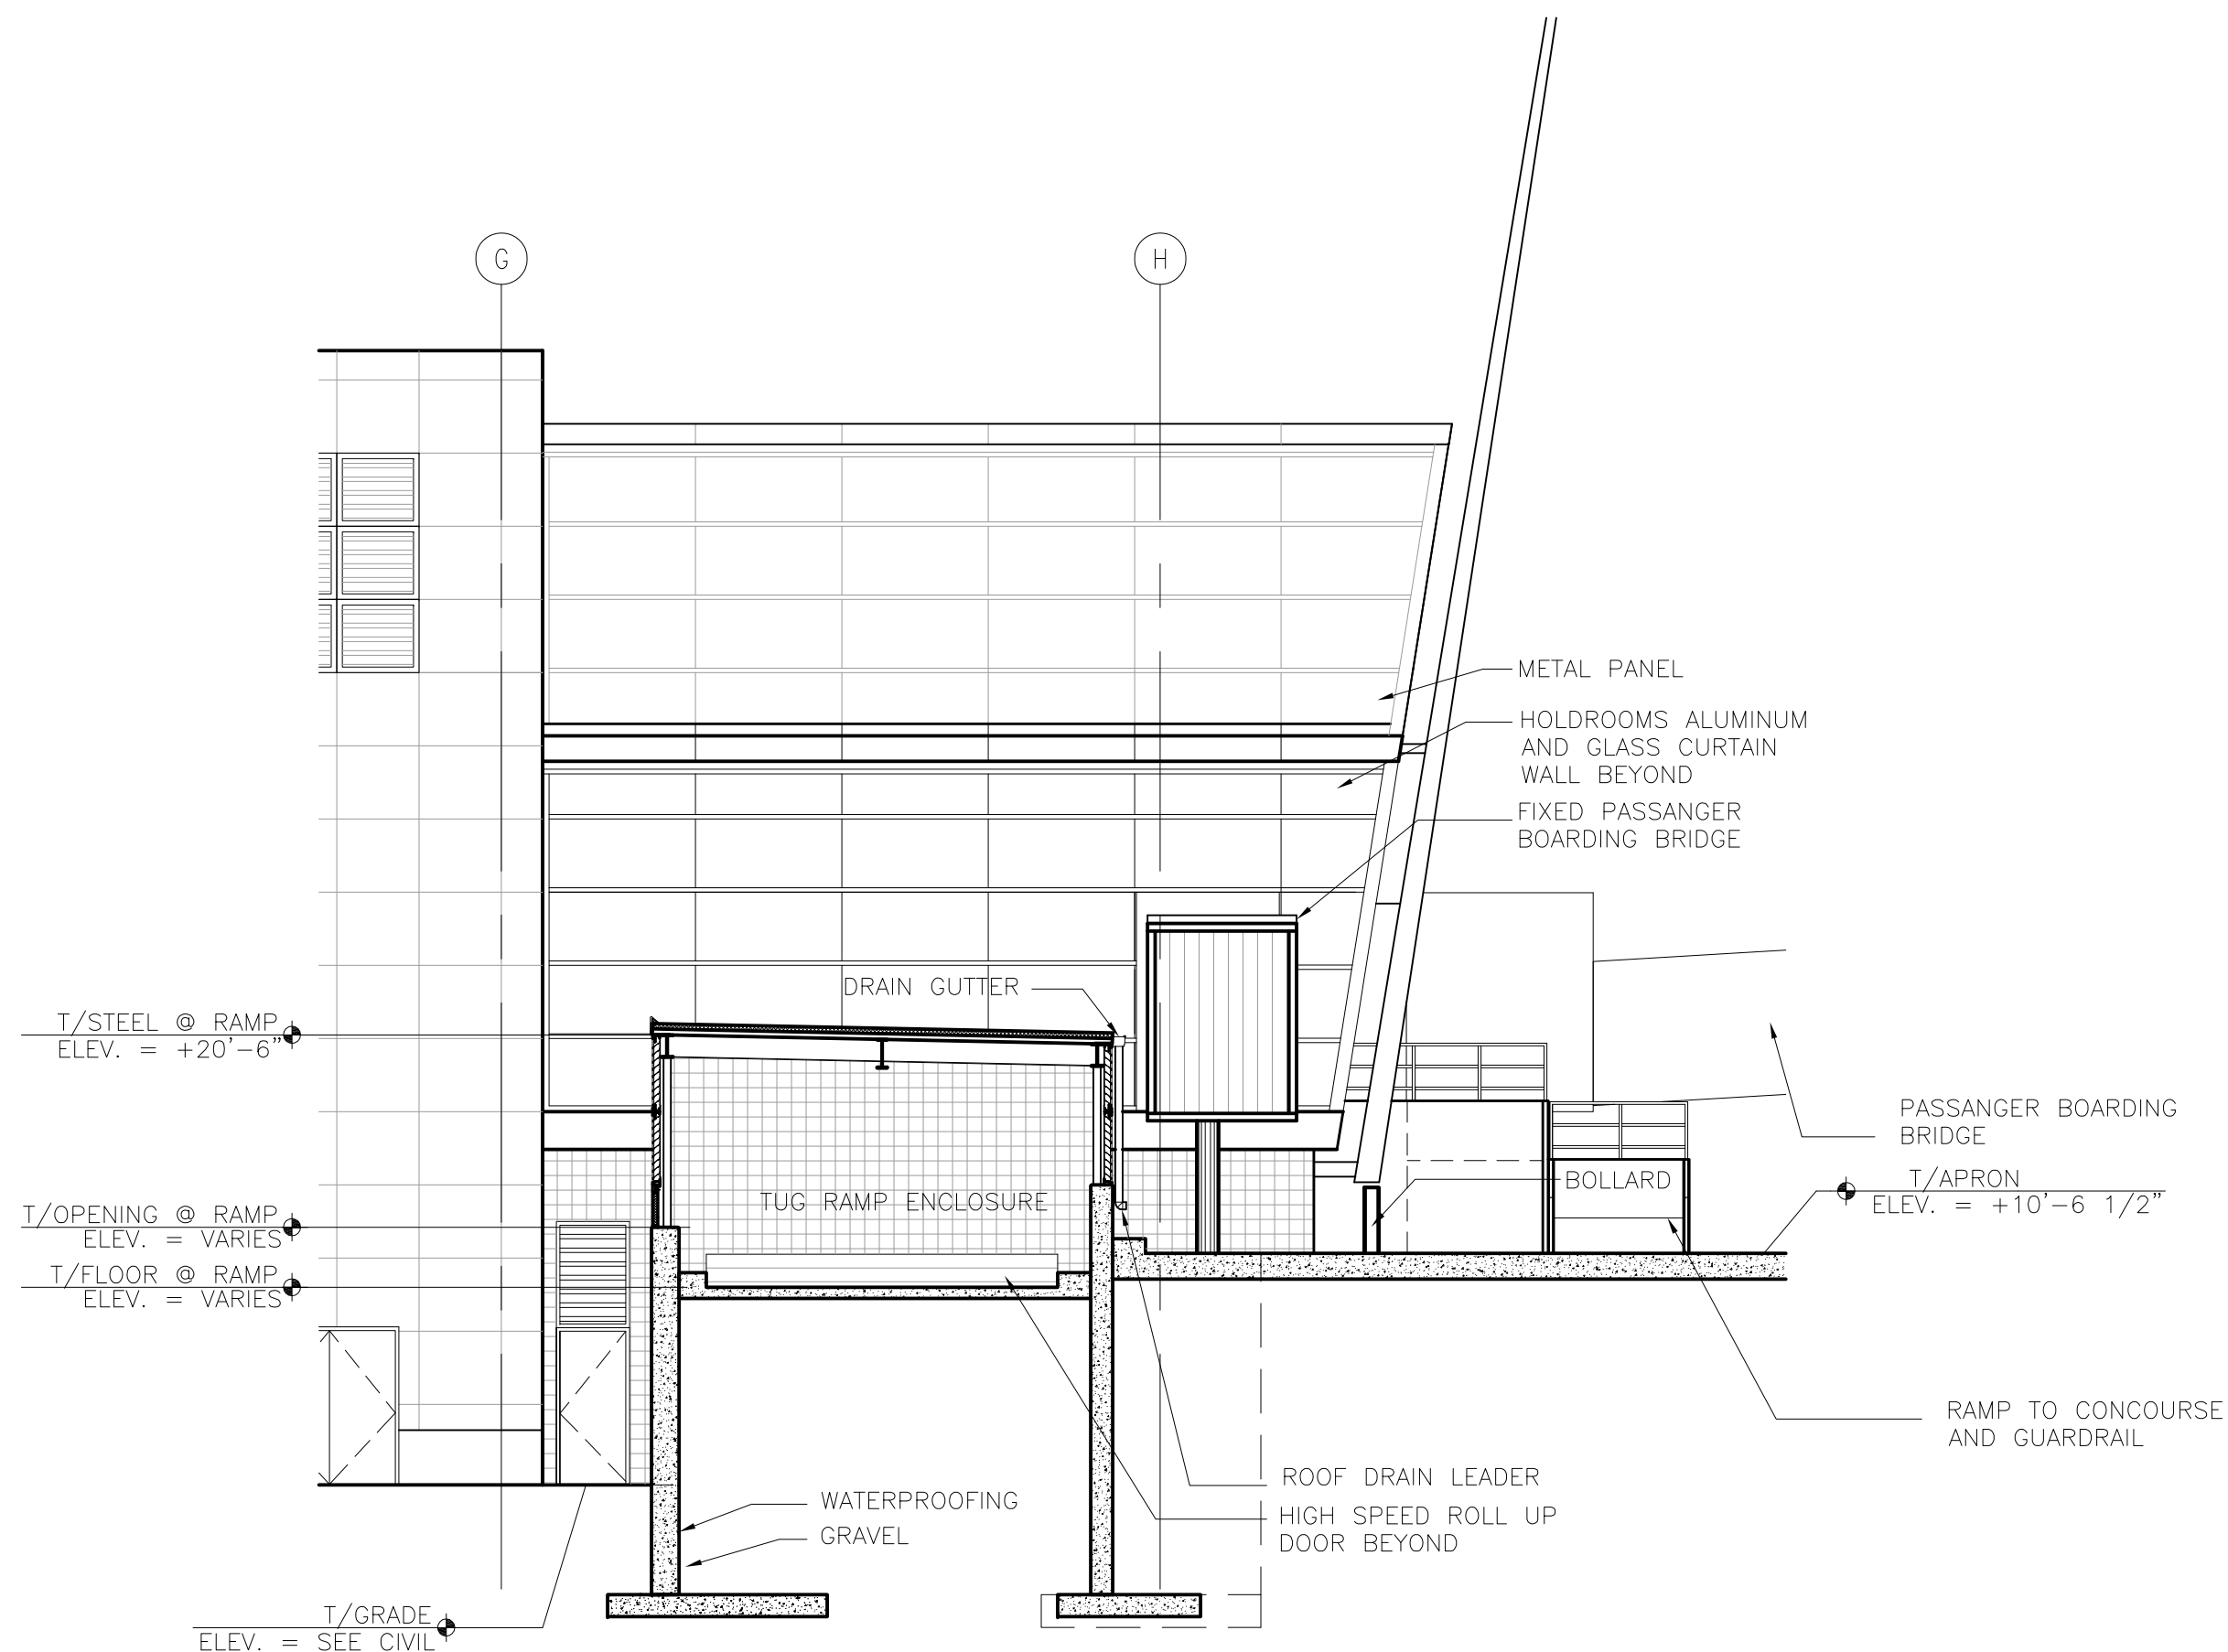 G
H
METAL PANEL
HOLDROOMS ALUMINUM
AND GLASS CURTAIN
WALL BEYOND
FIXED PASSANGER
BOARDING BRIDGE
DRAIN GUTTER
T/STEEL @ RAMP
ELEV. = +20'-6"
PASSANGER BOARDING
BRIDGE
T/APRON
ELEV. = +10'-6 1/2"
BOLLARD
TUG RAMP ENCLOSURE
T/OPENING @ RAMP
ELEV. = VARIES
T/FLOOR @ RAMP
ELEV. = VARIES
RAMP TO CONCOURSE
AND GUARDRAIL
ROOF DRAIN LEADER
HIGH SPEED ROLL UP
DOOR BEYOND
WATERPROOFING
GRAVEL
T/GRADE
ELEV. = SEE CIVIL